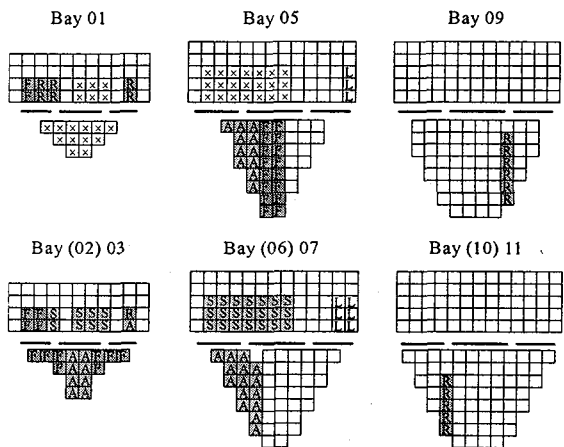 Bay 01
F R R x x x R
F R R x x x R
x x x x x x
x x x x
x x
Bay 05
x x x x x x x L
x x x x x x x L
x x x x x x x L
A A A F F
A A F F
A A F F
A A F F
A F F
A F F
F F
F F
Bay 09
R
R
R
R
R
R
Bay (02) 03
F F S S S S R
F F S S S S A
F F F A A F F F
F A A F
A A
A A
Bay (06) 07
S S S S S S S L L
S S S S S S S L L
S S S S S S S L L
A A A
A A A
A A A
A A
A A
A
A
Bay (10) 11
R
R
R
R